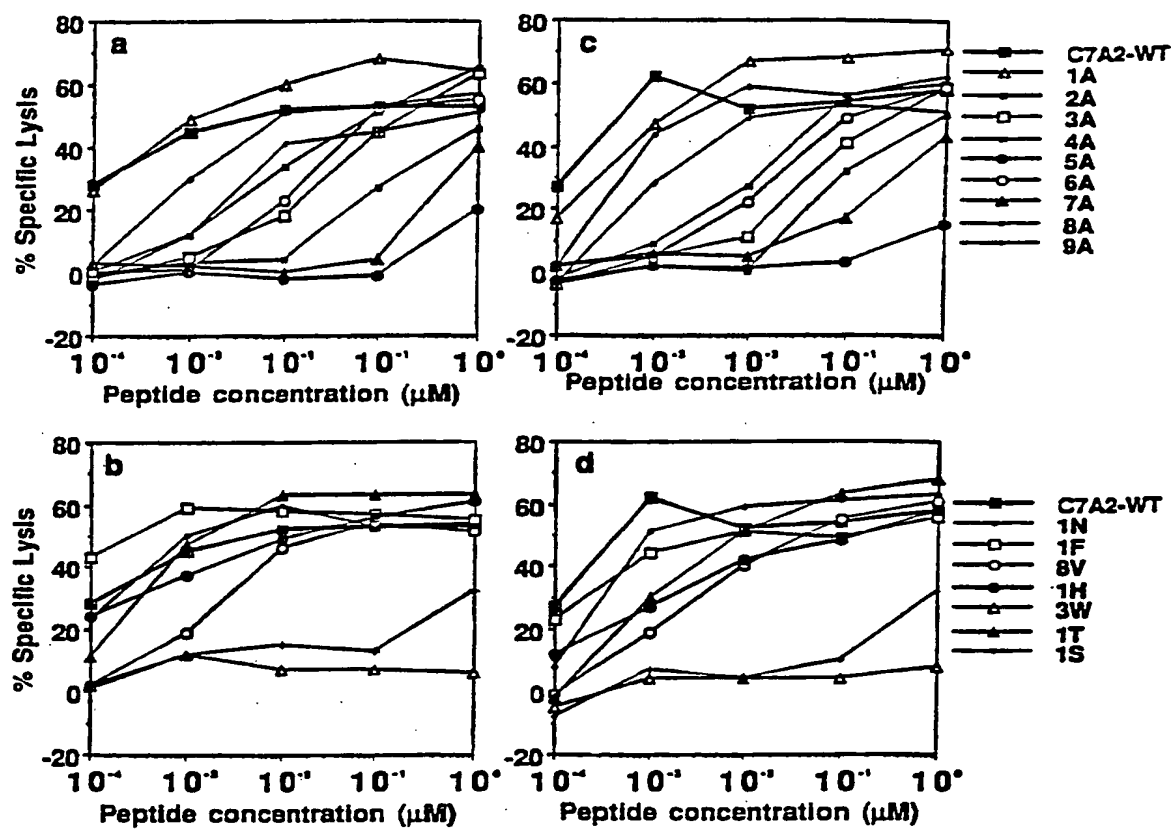 a
c
80
60
40
20
0
-20
% Specific Lysis
10⁻⁴ 10⁻³ 10⁻¹ 10⁻¹ 10⁰
Peptide concentration (μM)
80
60
40
20
0
-20
10⁻⁴ 10⁻³ 10⁻² 10⁻¹ 10⁰
Peptide concentration (μM)
C7A2-WT
1A
2A
3A
4A
5A
6A
7A
8A
9A
b
d
80
60
40
20
0
-20
% Specific Lysis
10⁻⁴ 10⁻³ 10⁻² 10⁻¹ 10⁰
Peptide concentration (μM)
80
60
40
20
0
-20
10⁻⁴ 10⁻³ 10⁻² 10⁻¹ 10⁰
Peptide concentration (μM)
C7A2-WT
1N
1F
8V
1H
3W
1T
1S